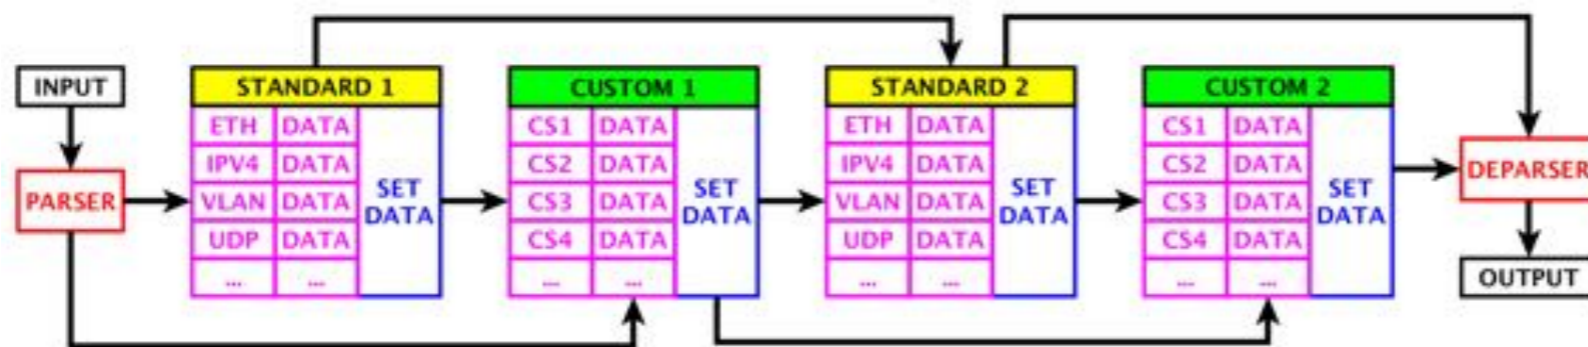 INPUT
PARSER
STANDARD 1
ETH DATA
IPV4 DATA
VLAN DATA
UDP DATA
... ...
SET
DATA
CUSTOM 1
CS1 DATA
CS2 DATA
CS3 DATA
CS4 DATA
... ...
SET
DATA
STANDARD 2
ETH DATA
IPV4 DATA
VLAN DATA
UDP DATA
... ...
SET
DATA
CUSTOM 2
CS1 DATA
CS2 DATA
CS3 DATA
CS4 DATA
... ...
SET
DATA
DEPARSER
OUTPUT